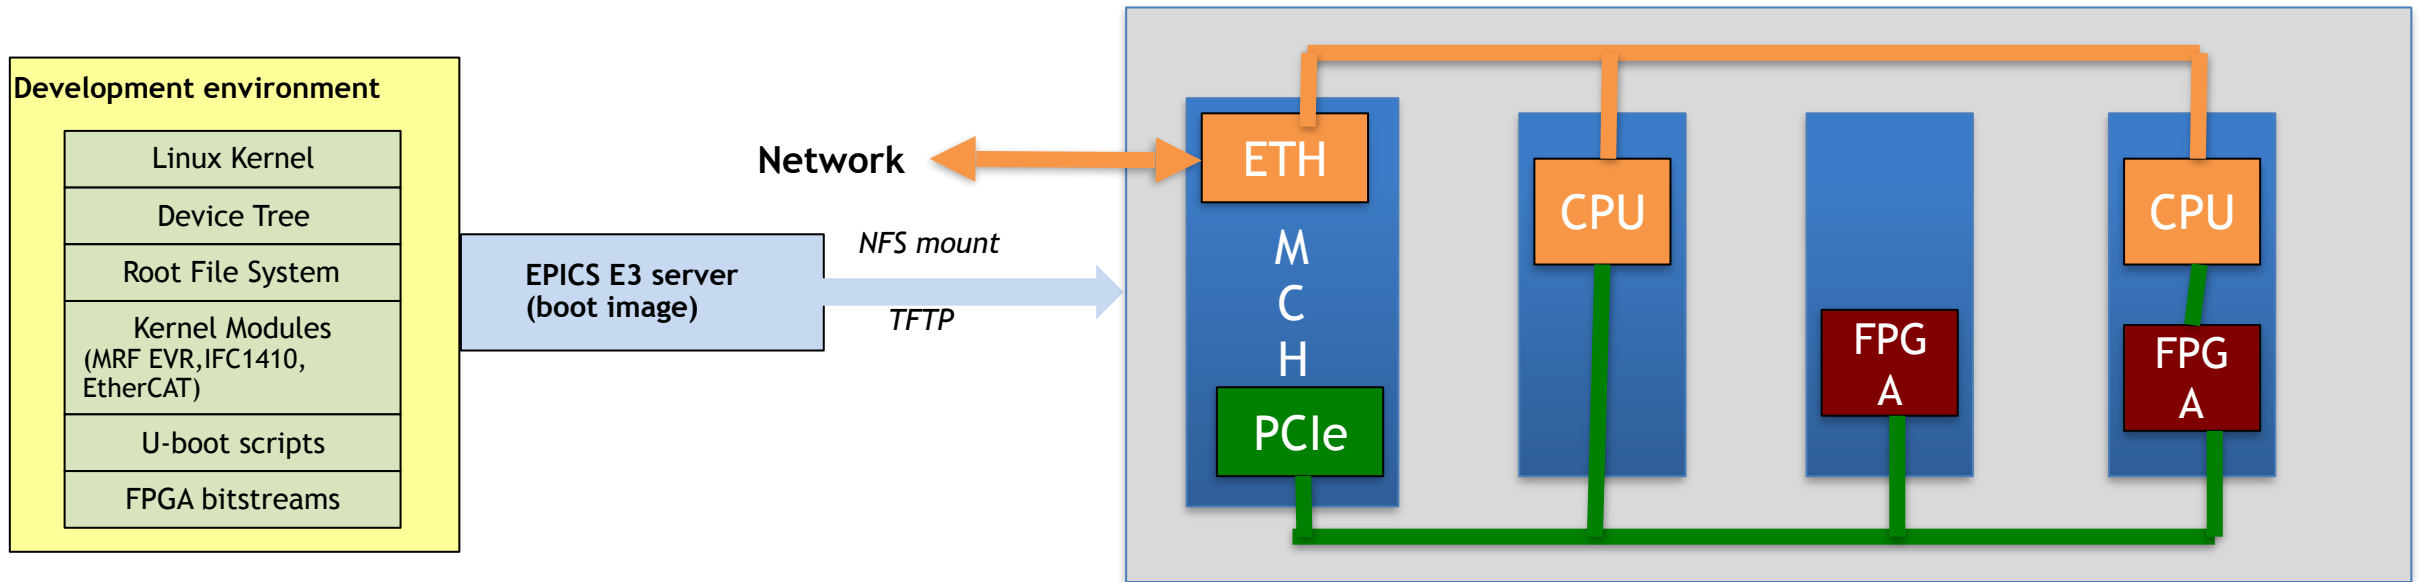 Development environment
Linux Kernel
Device Tree
Root File System
Kernel Modules
(MRF EVR,IFC1410,
EtherCAT)
U-boot scripts
FPGA bitstreams
EPICS E3 server
(boot image)
Network
NFS mount
TFTP
ETH
M
C
H
PCIe
CPU
FPG
A
CPU
FPG
A